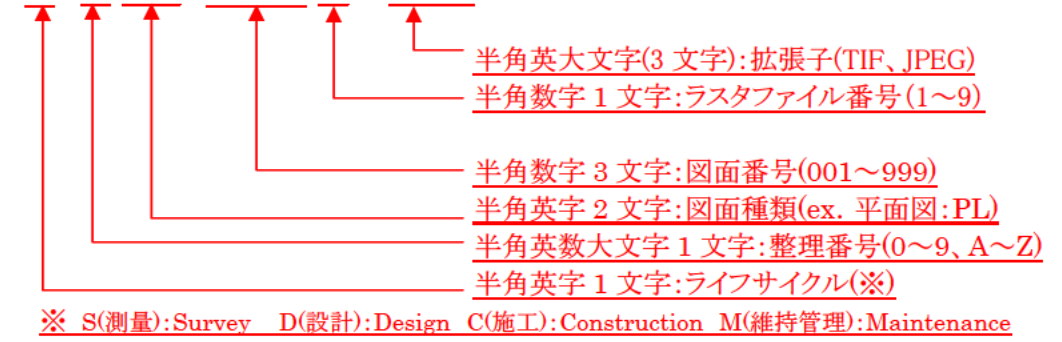 半角英大文字(3 文字):拡張子(TIF、JPEG)
半角数字 1 文字:ラスタファイル番号(1～9)
半角数字 3 文字:図面番号(001～999)
半角英字 2 文字:図面種類(ex. 平面図:PL)
半角英数大文字 1 文字:整理番号(0～9、A～Z)
半角英字 1 文字:ライフサイクル(※)
※ S(測量):Survey D(設計):Design C(施工):Construction M(維持管理):Maintenance